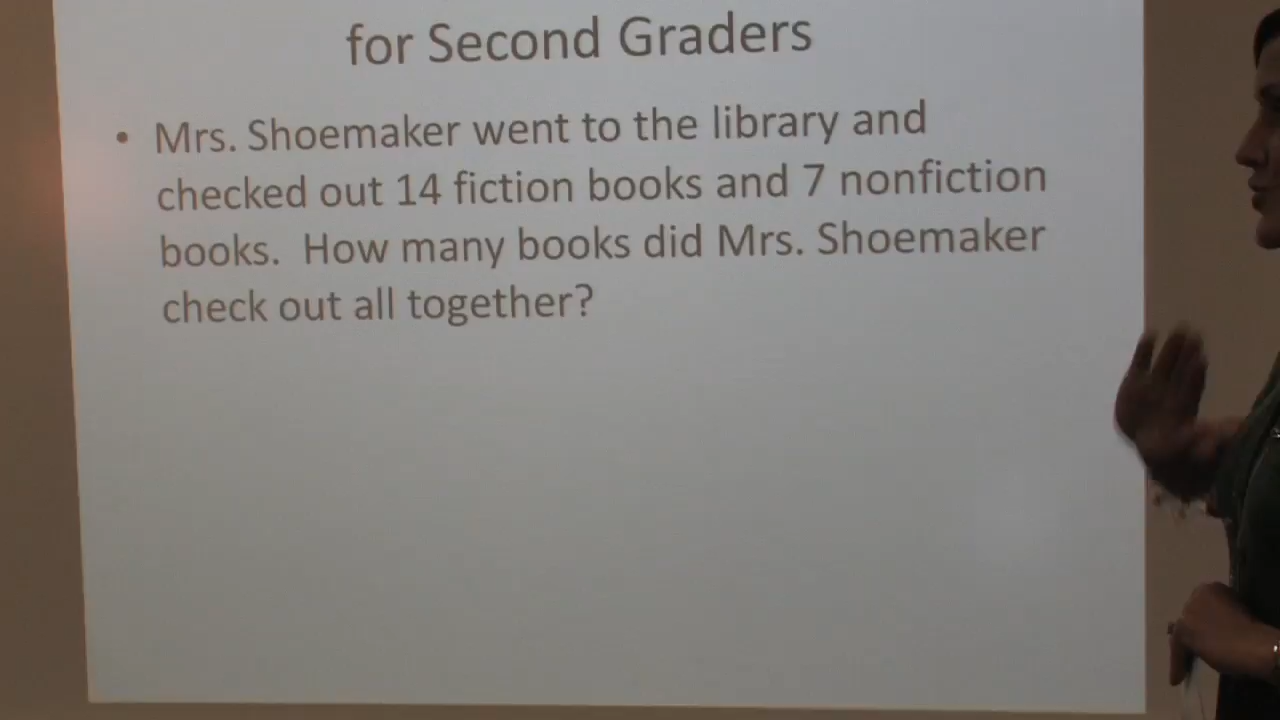 for Second Graders
• Mrs. Shoemaker went to the library and
checked out 14 fiction books and 7 nonfiction
books.  How many books did Mrs. Shoemaker
check out all together?